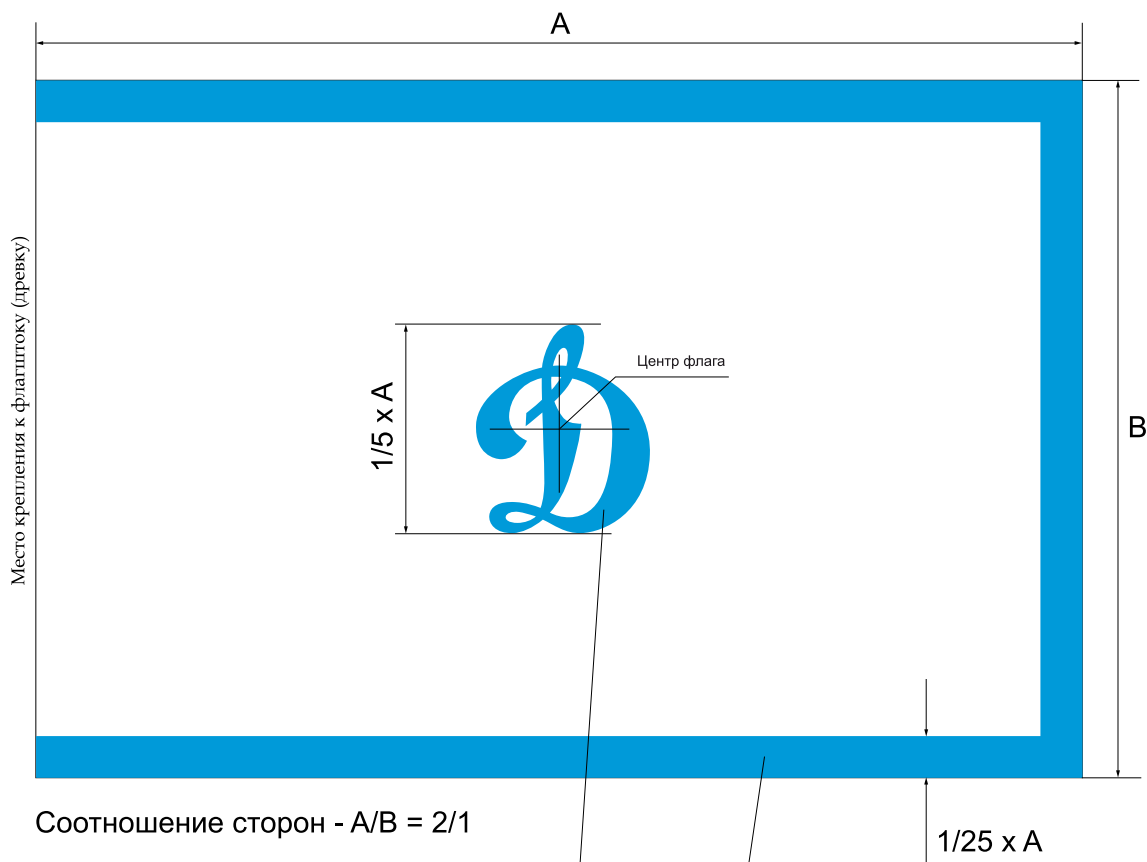 A
Место крепления к флагштоку (древку)
Центр флага
1/5 x A
B
Соотношение сторон - A/B = 2/1
1/25 x A